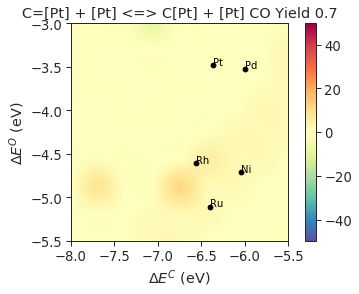 C=[Pt] + [Pt] <=> C[Pt] + [Pt] CO Yield 0.7
−3.0
−3.5
−4.0
−4.5
−5.0
−5.5
ΔE^O (eV)
Pt
Pd
Rh
Ni
Ru
−8.0 −7.5 −7.0 −6.5 −6.0 −5.5
ΔE^C (eV)
40
20
0
−20
−40